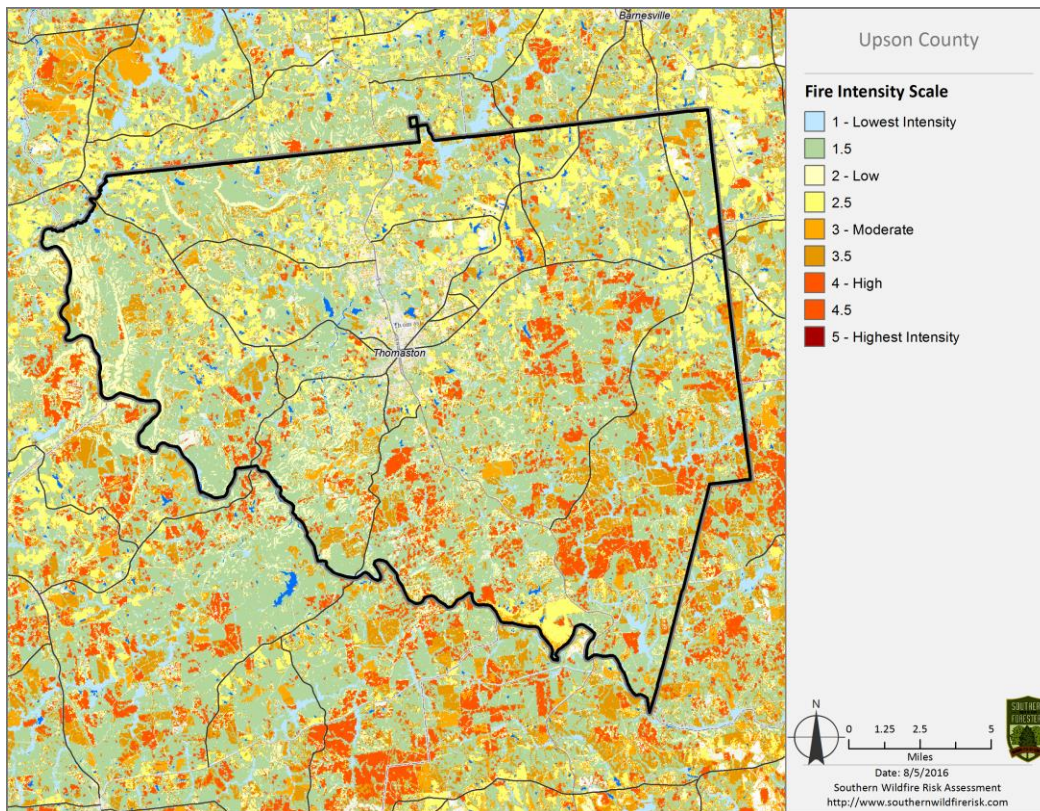 Barnesville
Thomaston
Upson County
Fire Intensity Scale
1 - Lowest Intensity
1.5
2 - Low
2.5
3 - Moderate
3.5
4 - High
4.5
5 - Highest Intensity
N
0 1.25 2.5 5
Miles
SOUTHERN
Date: 8/5/2016
Southern Wildfire Risk Assessment
http://www.southernwildfirerisk.com